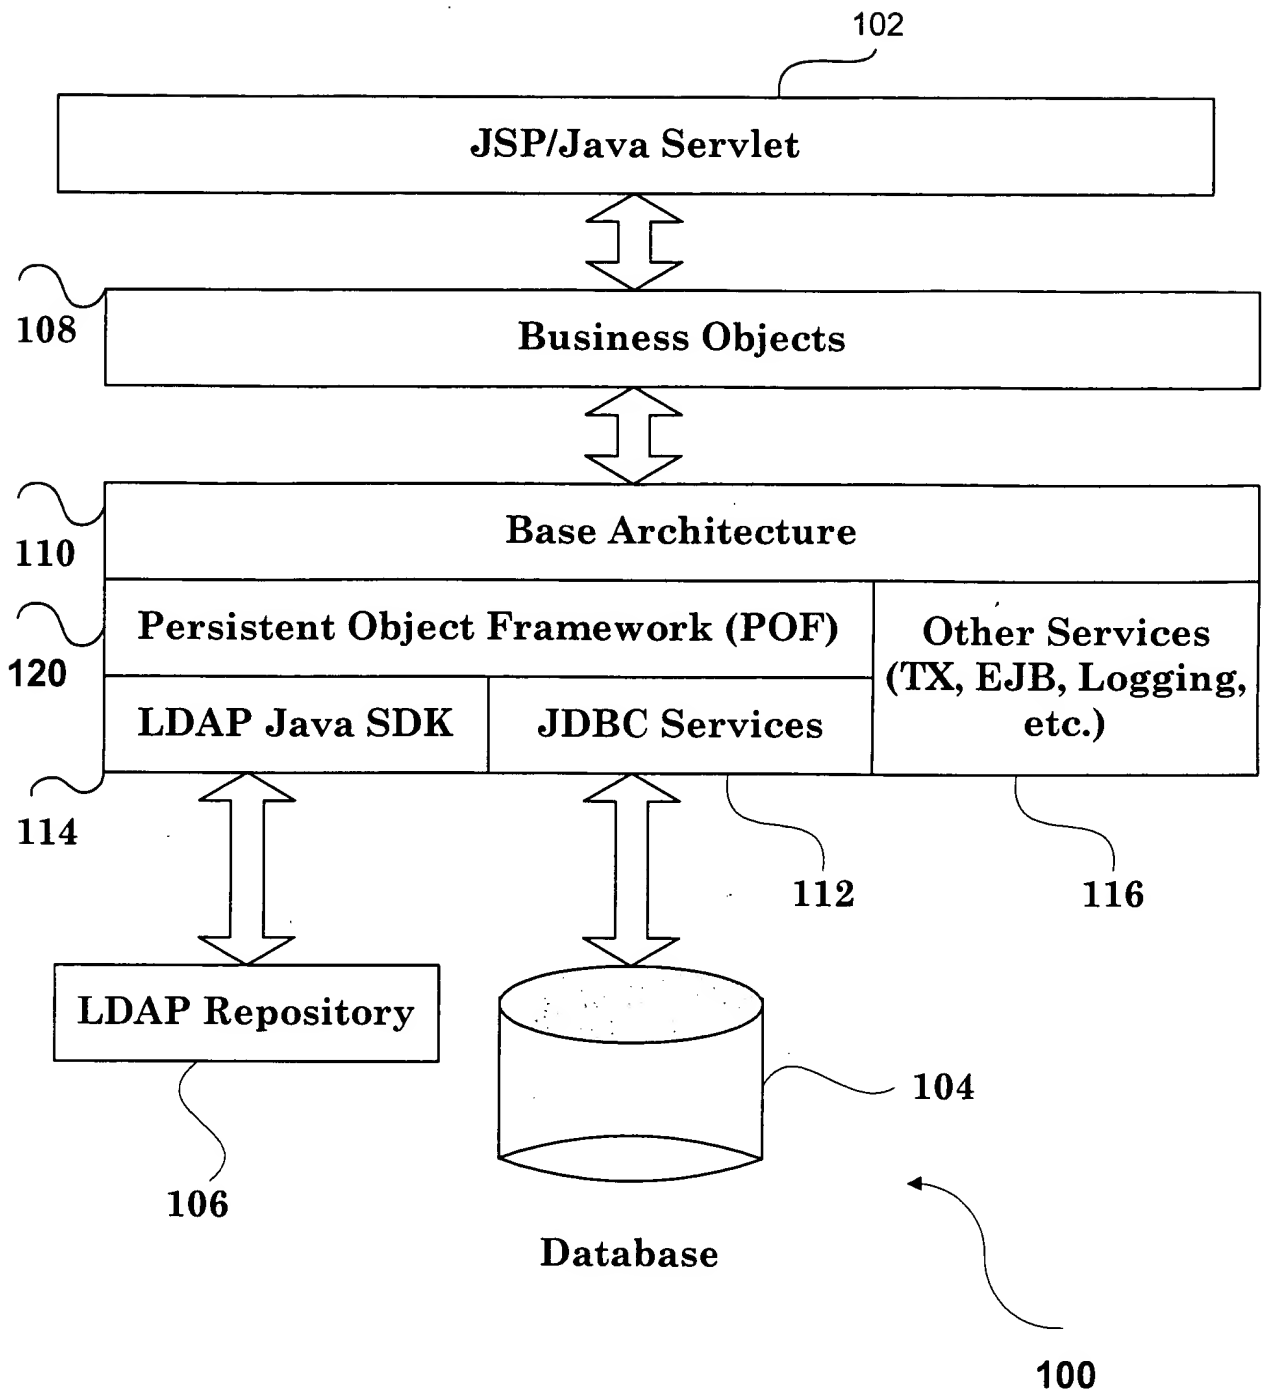 102
JSP/Java Servlet
108
Business Objects
110
Base Architecture
120
Persistent Object Framework (POF)
Other Services
(TX, EJB, Logging,
etc.)
LDAP Java SDK
JDBC Services
114
112
116
LDAP Repository
104
106
Database
100